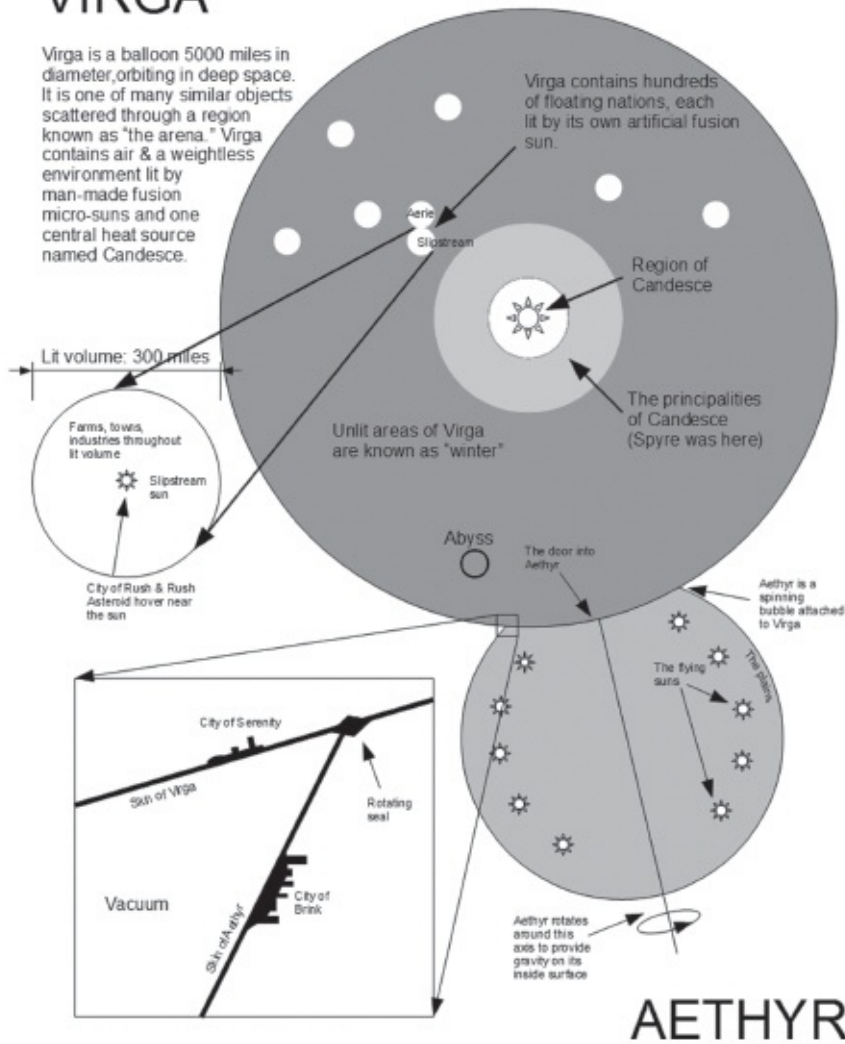 VIRGA
Virga is a balloon 5000 miles in
diameter,orbiting in deep space.
It is one of many similar objects
scattered through a region
known as "the arena." Virga
contains air & a weightless
environment lit by
man-made fusion
micro-suns and one
central heat source
named Candesce.
Virga contains hundreds
of floating nations, each
lit by its own artificial fusion
sun.
Aerie
Slipstream
Region of
Candesce
The principalities
of Candesce
(Spyre was here)
Lit volume: 300 miles
Farms, towns,
industries throughout
lit volume
Slipstream
sun
City of Rush & Rush
Asteroid hover near
the sun
Unlit areas of Virga
are known as "winter"
Abyss
The door into
Aethyr
Aethyr is a
spinning
bubble attached
to Virga
The flying
suns
The plains
City of Serenity
Skin of Virga
Rotating
seal
Vacuum
City of
Brink
Skin of Aethyr
Aethyr rotates
around this
axis to provide
gravity on its
inside surface
AETHYR